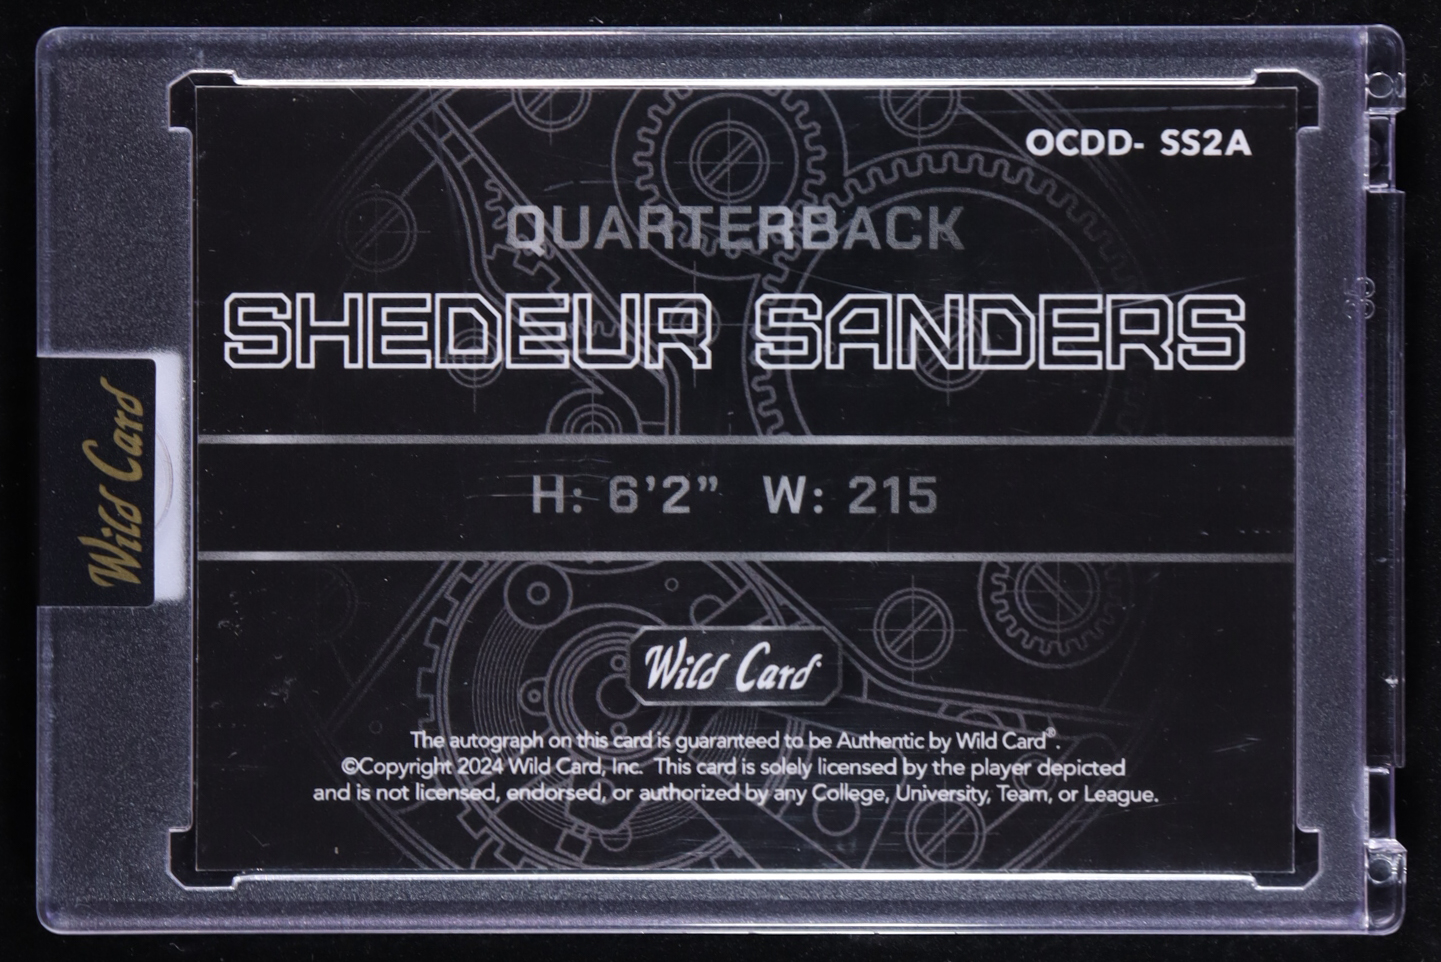 OCDD- SS2A
QUARTERBACK
SHEDEUR SANDERS
H: 6'2” W: 215
Wild Card
Wild Card
The autograph on this card is guaranteed to be Authentic by Wild Card®.
©Copyright 2024 Wild Card, Inc. This card is solely licensed by the player depicted
and is not licensed, endorsed, or authorized by any College, University, Team, or League.